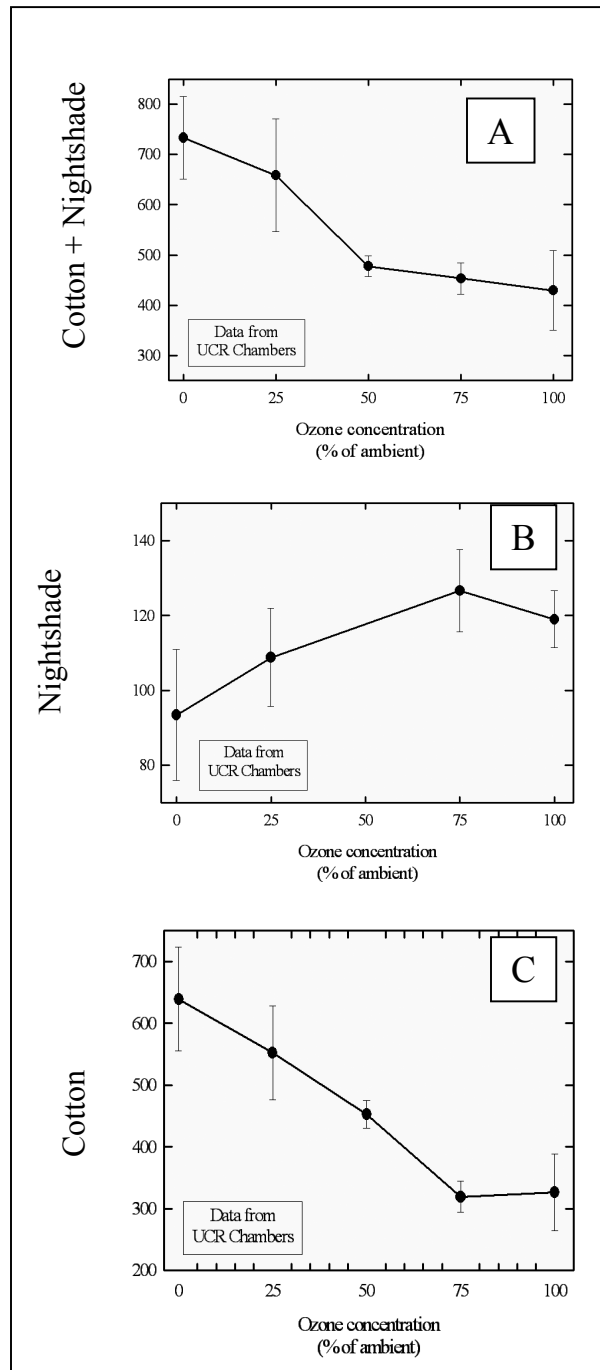 Cotton + Nightshade
800
700
600
500
400
300
A
Data from
UCR Chambers
0 25 50 75 100
Ozone concentration
(% of ambient)
Nightshade
140
120
100
80
B
Data from
UCR Chambers
0 25 50 75 100
Ozone concentration
(% of ambient)
Cotton
700
600
500
400
300
200
C
Data from
UCR Chambers
0 25 50 75 100
Ozone concentration
(% of ambient)